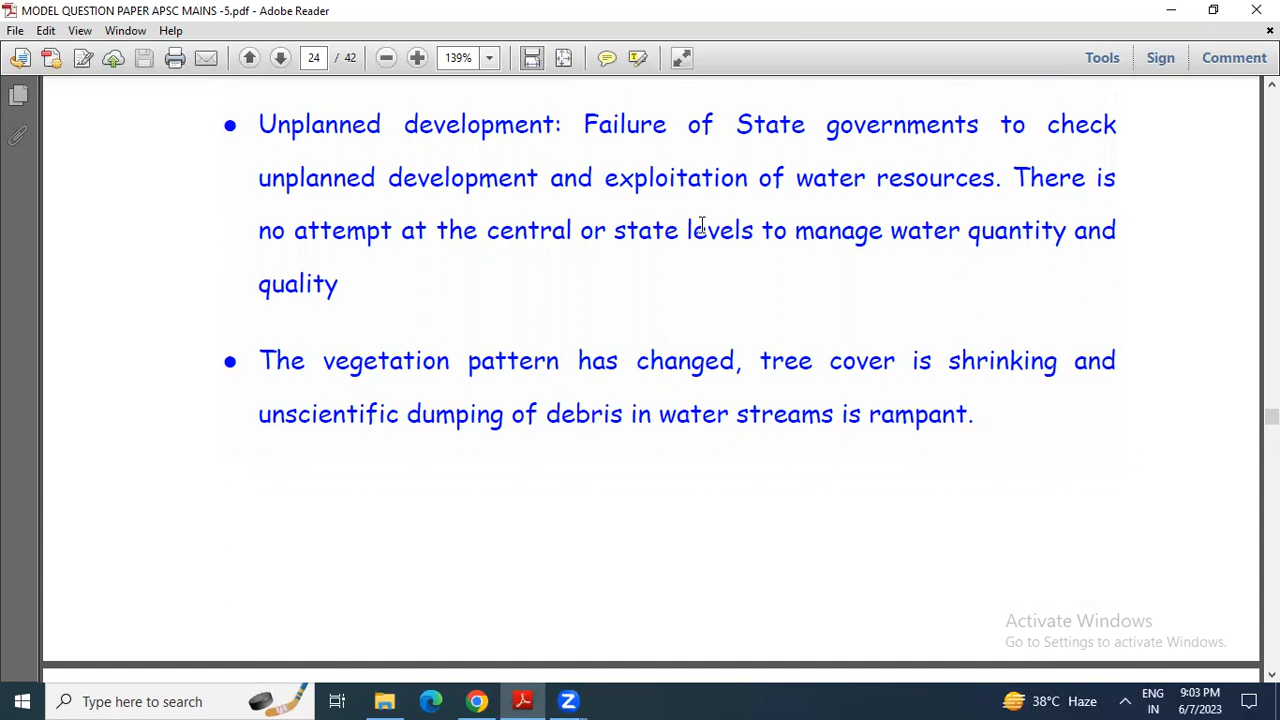 MODEL QUESTION PAPER APSC MAINS -5.pdf - Adobe Reader
File Edit View Window Help
24 / 42 139% Tools Sign Comment
● Unplanned development: Failure of State governments to check
unplanned development and exploitation of water resources. There is
no attempt at the central or state levels to manage water quantity and
quality
● The vegetation pattern has changed, tree cover is shrinking and
unscientific dumping of debris in water streams is rampant.
Activate Windows
Go to Settings to activate Windows.
Type here to search
38°C Haze
ENG
IN
9:03 PM
6/7/2023